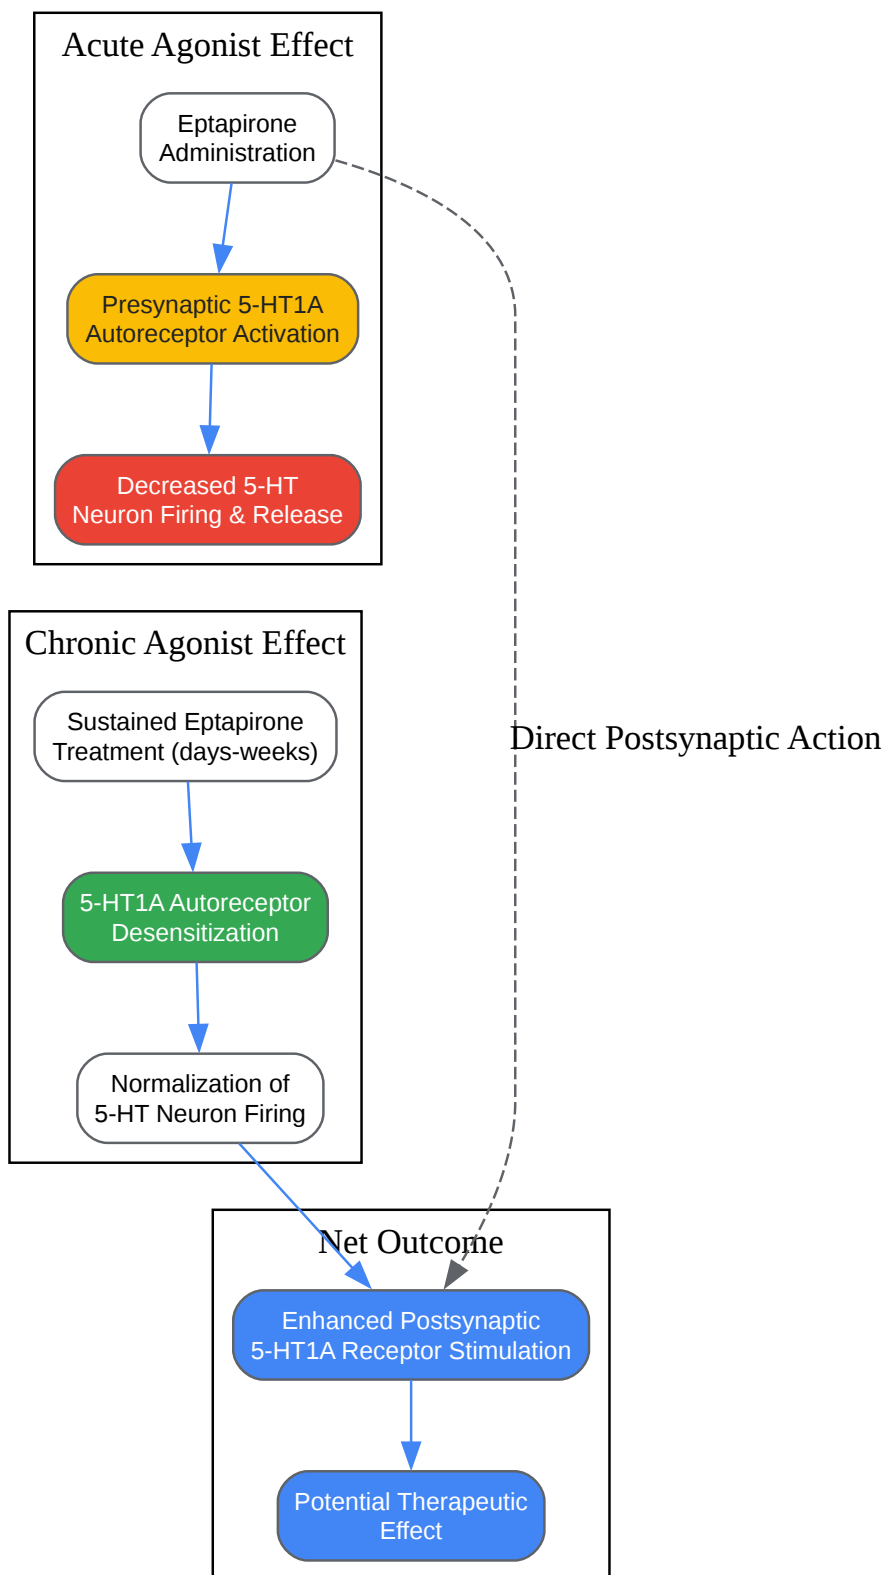 Acute Agonist Effect
Eptapirone
Administration
Presynaptic 5-HT1A
Autoreceptor Activation
Decreased 5-HT
Neuron Firing & Release
Chronic Agonist Effect
Sustained Eptapirone
Treatment (days-weeks)
Direct Postsynaptic Action
5-HT1A Autoreceptor
Desensitization
Normalization of
5-HT Neuron Firing
Net Outcome
Enhanced Postsynaptic
5-HT1A Receptor Stimulation
Potential Therapeutic
Effect